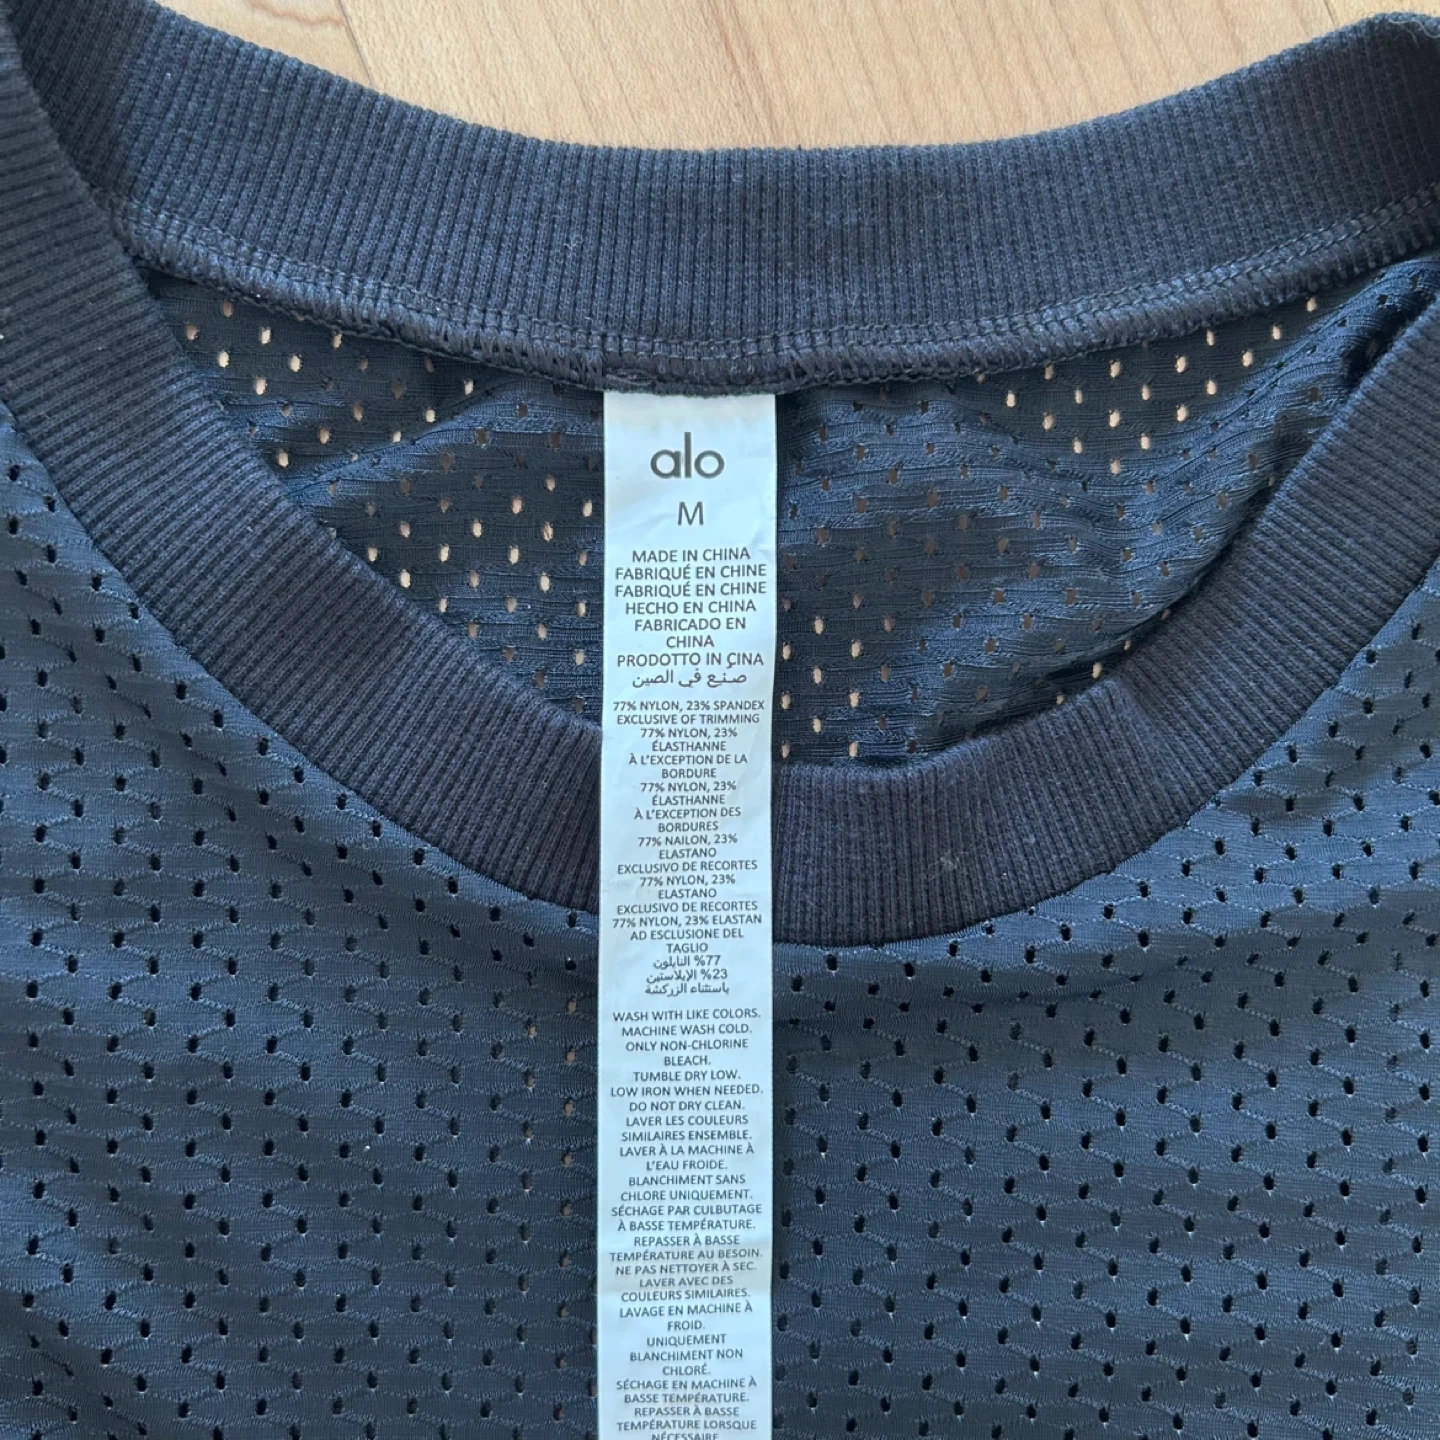 alo
M
MADE IN CHINA
FABRIQUÉ EN CHINE
FABRIQUÉ EN CHINE
HECHO EN CHINA
FABRICADO EN
CHINA
PRODOTTO IN CINA
صنع في الصين
77% NYLON, 23% SPANDEX
EXCLUSIVE OF TRIMMING
77% NYLON, 23%
ÉLASTHANNE
À L'EXCEPTION DE LA
BORDURE
77% NYLON, 23%
ÉLASTHANNE
À L'EXCEPTION DES
BORDURES
77% NAILON, 23%
ELASTANO
EXCLUSIVO DE RECORTES
77% NYLON, 23%
ELASTANO
EXCLUSIVO DE RECORTES
77% NYLON, 23% ELASTAN
AD ESCLUSIONE DEL
TAGLIO
77% النايلون
23% الإيلاستين
باستثناء الزركشة
WASH WITH LIKE COLORS.
MACHINE WASH COLD.
ONLY NON-CHLORINE
BLEACH.
TUMBLE DRY LOW.
LOW IRON WHEN NEEDED.
DO NOT DRY CLEAN.
LAVER LES COULEURS
SIMILAIRES ENSEMBLE.
LAVER À LA MACHINE À
L'EAU FROIDE.
BLANCHIMENT SANS
CHLORE UNIQUEMENT.
SÉCHAGE PAR CULBUTAGE
À BASSE TEMPÉRATURE.
REPASSER À BASSE
TEMPÉRATURE AU BESOIN.
NE PAS NETTOYER À SEC.
LAVER AVEC DES
COULEURS SIMILAIRES.
LAVAGE EN MACHINE À
FROID.
UNIQUEMENT
BLANCHIMENT NON
CHLORÉ.
SÉCHAGE EN MACHINE À
BASSE TEMPÉRATURE.
REPASSER À BASSE
TEMPÉRATURE LORSQUE
NÉCESSAIRE.